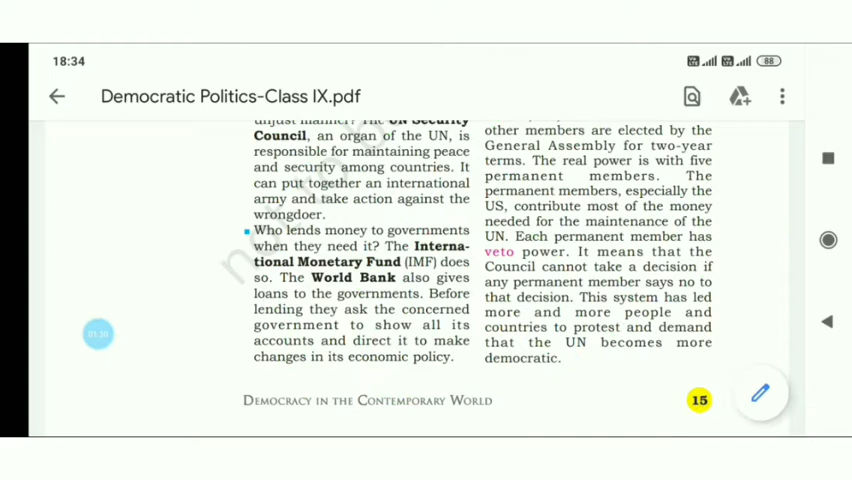 18:34
88
Democratic Politics-Class IX.pdf
unjust manner? The UN Security
Council, an organ of the UN, is
responsible for maintaining peace
and security among countries. It
can put together an international
army and take action against the
wrongdoer.
Who lends money to governments
when they need it? The Interna-
tional Monetary Fund (IMF) does
so. The World Bank also gives
loans to the governments. Before
lending they ask the concerned
government to show all its
accounts and direct it to make
changes in its economic policy.
other members are elected by the
General Assembly for two-year
terms. The real power is with five
permanent members. The
permanent members, especially the
US, contribute most of the money
needed for the maintenance of the
UN. Each permanent member has
veto power. It means that the
Council cannot take a decision if
any permanent member says no to
that decision. This system has led
more and more people and
countries to protest and demand
that the UN becomes more
democratic.
not to b
01:30
DEMOCRACY IN THE CONTEMPORARY WORLD
15